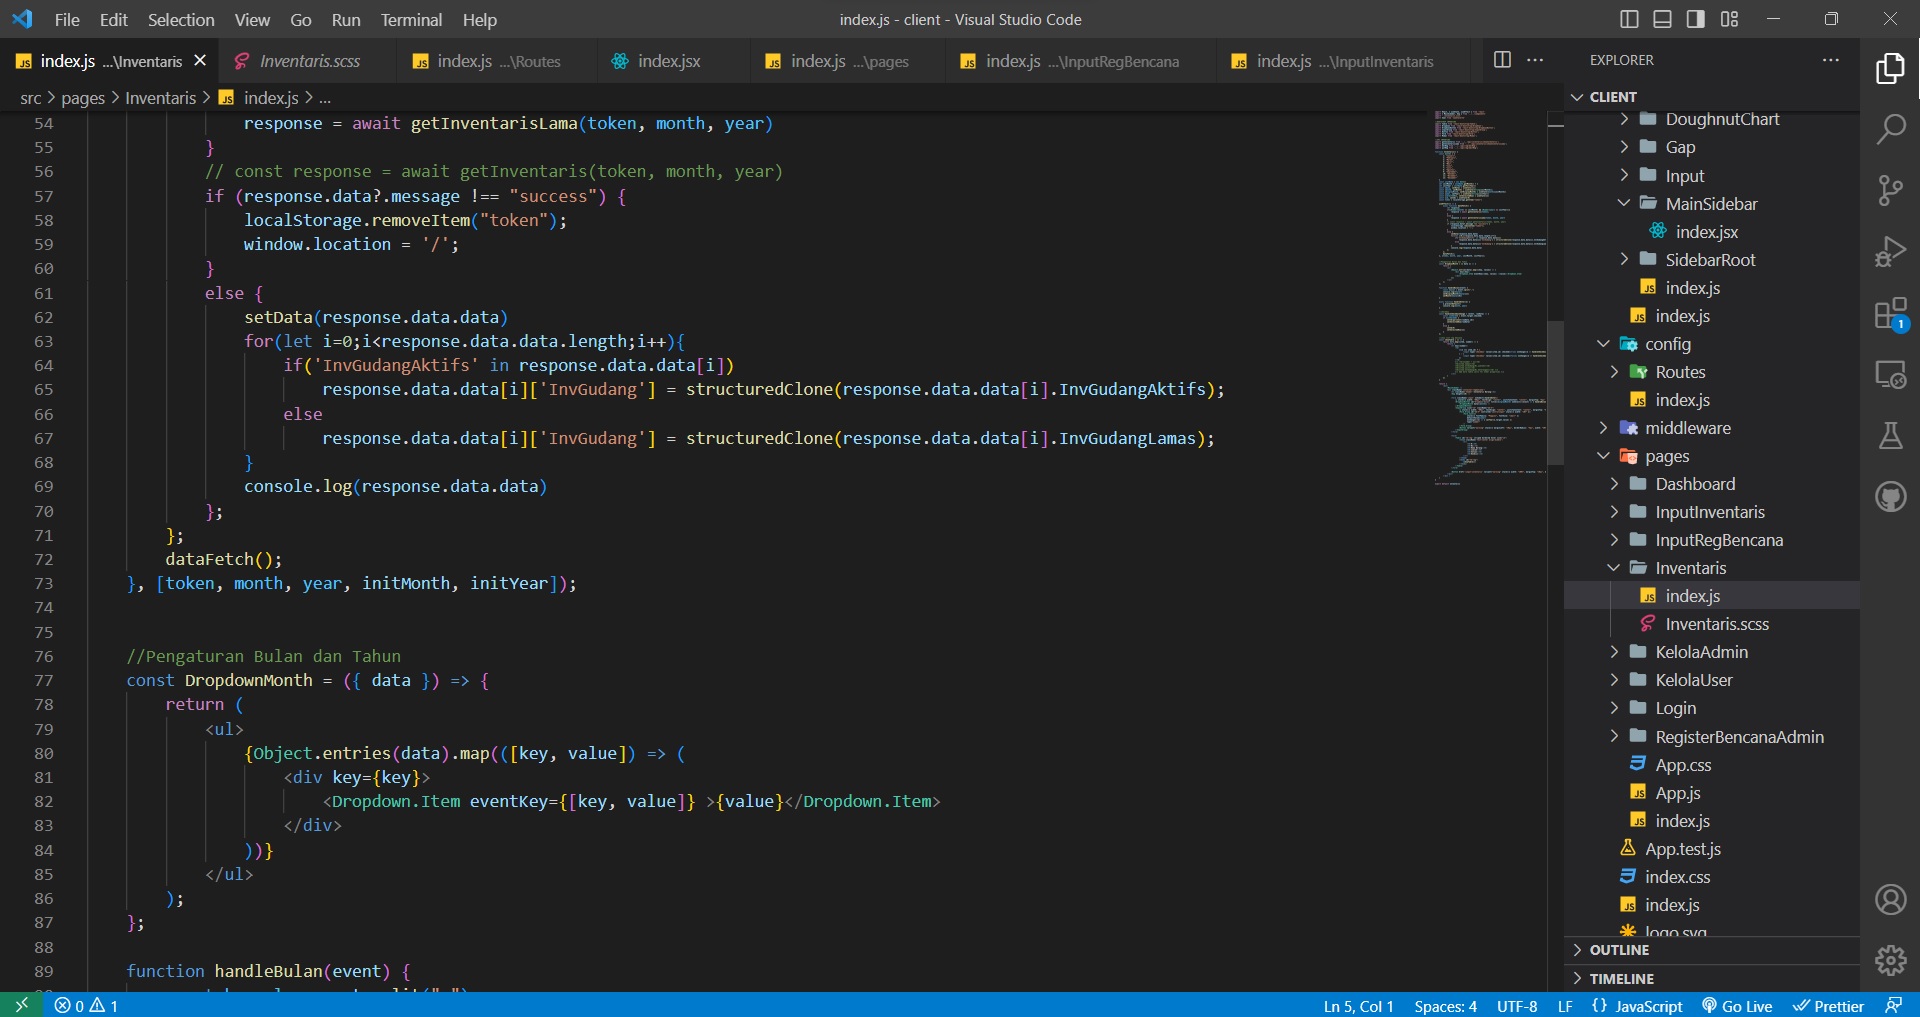 File Edit Selection View Go Run Terminal Help
index.js - client - Visual Studio Code
index.js ...\Inventaris
Inventaris.scss
index.js ...\Routes
index.jsx
index.js ...\pages
index.js ...\InputRegBencana
index.js ...\InputInventaris
src > pages > Inventaris > JS index.js > ...
54 response = await getInventarisLama(token, month, year)
55 }
56 // const response = await getInventaris(token, month, year)
57 if (response.data?.message !== "success") {
58 localStorage.removeItem("token");
59 window.location = '/';
60 }
61 else {
62 setData(response.data.data)
63 for(let i=0;i<response.data.data.length;i++){
64 if('InvGudangAktifs' in response.data.data[i])
65 response.data.data[i]['InvGudang'] = structuredClone(response.data.data[i].InvGudangAktifs);
66 else
67 response.data.data[i]['InvGudang'] = structuredClone(response.data.data[i].InvGudangLamas);
68 }
69 console.log(response.data.data)
70 };
71 };
72 dataFetch();
73 }, [token, month, year, initMonth, initYear]);
74
75
76 //Pengaturan Bulan dan Tahun
77 const DropdownMonth = ({ data }) => {
78 return (
79 <ul>
80 {Object.entries(data).map(([key, value]) => (
81 <div key={key}>
82 <Dropdown.Item eventKey={[key, value]} >{value}</Dropdown.Item>
83 </div>
84 ))}
85 </ul>
86 );
87 };
88
89 function handleBulan(event) {
EXPLORER
CLIENT
DoughnutChart
Gap
Input
MainSidebar
index.jsx
SidebarRoot
index.js
index.js
config
Routes
index.js
middleware
pages
Dashboard
InputInventaris
InputRegBencana
Inventaris
index.js
Inventaris.scss
KelolaAdmin
KelolaUser
Login
RegisterBencanaAdmin
App.css
App.js
index.js
App.test.js
index.css
index.js
logo.svg
OUTLINE
TIMELINE
1
0 1
Ln 5, Col 1 Spaces: 4 UTF-8 LF {} JavaScript Go Live Prettier